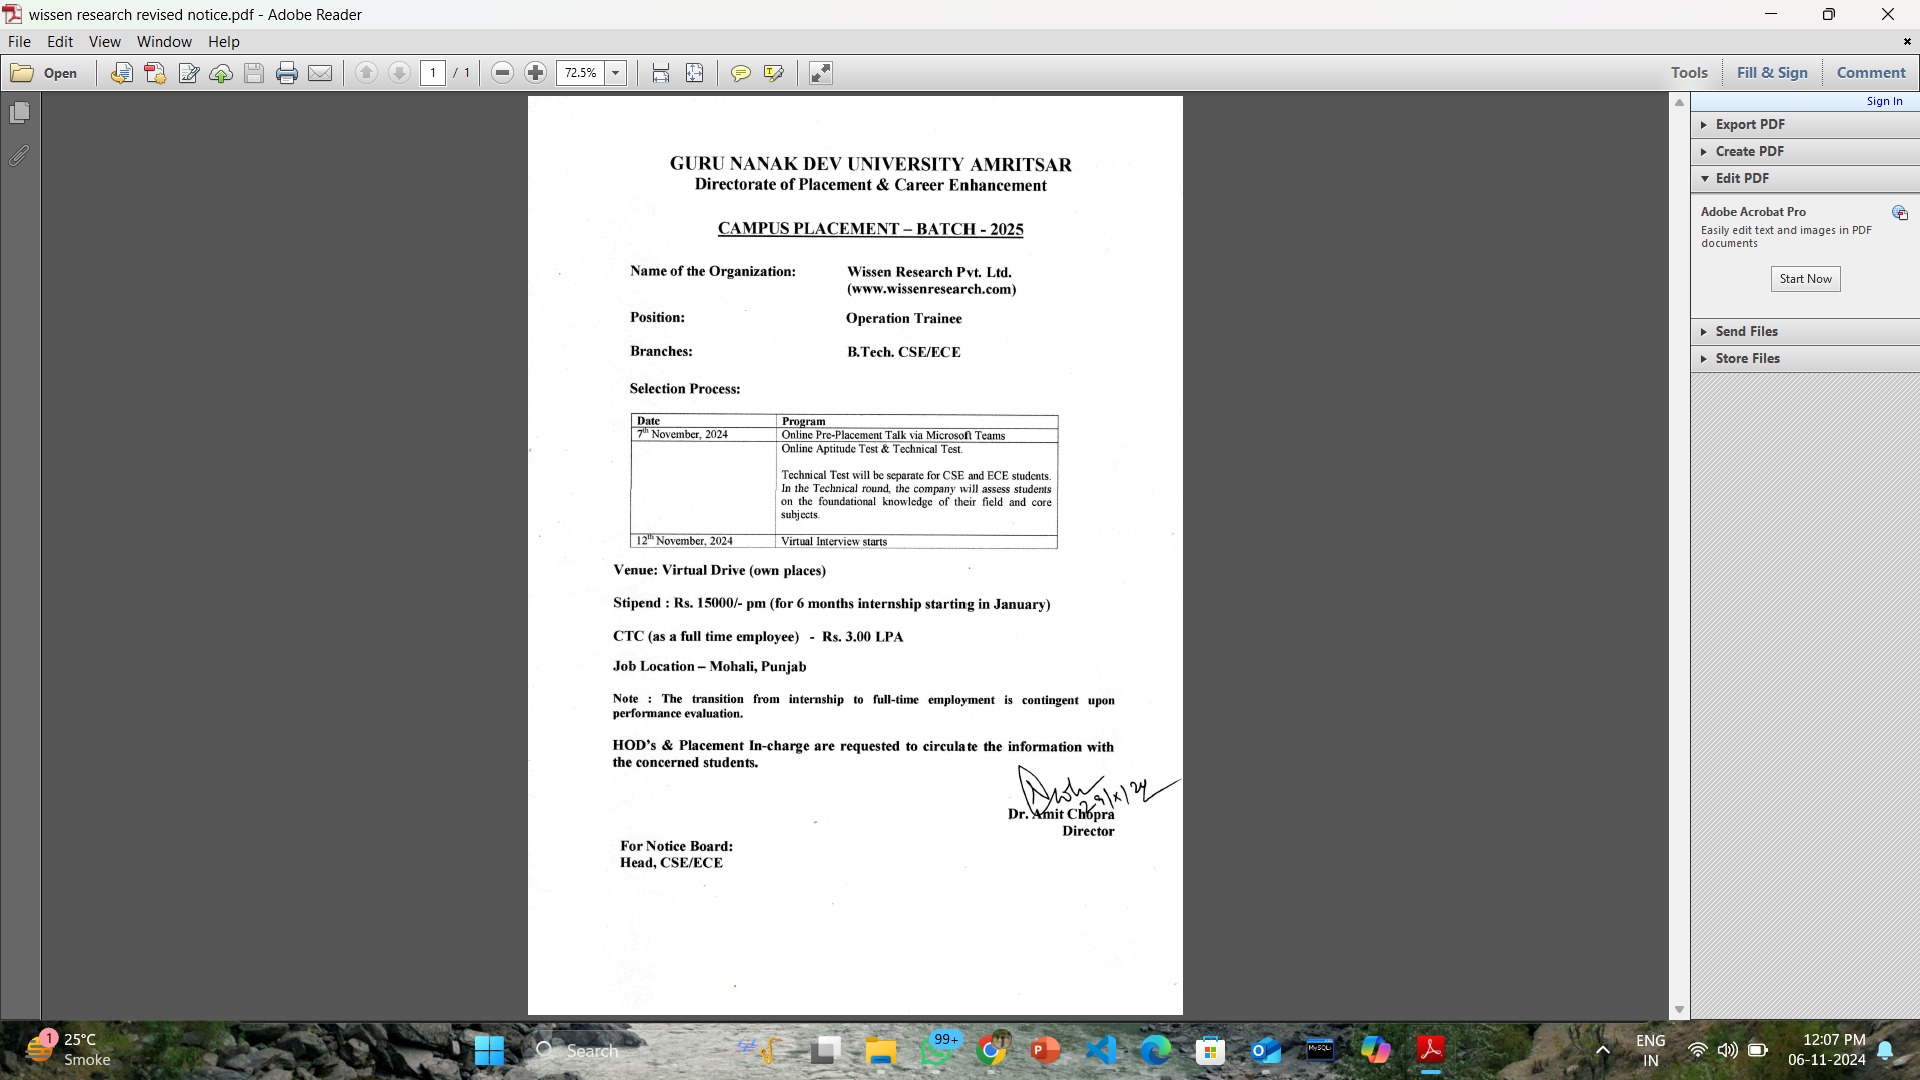 wissen research revised notice.pdf - Adobe Reader
File Edit View Window Help
Open 1 / 1 72.5% Tools Fill & Sign Comment
Sign In
Export PDF
Create PDF
Edit PDF
Adobe Acrobat Pro
Easily edit text and images in PDF
documents
Start Now
Send Files
Store Files
GURU NANAK DEV UNIVERSITY AMRITSAR
Directorate of Placement & Career Enhancement
CAMPUS PLACEMENT – BATCH - 2025
Name of the Organization: Wissen Research Pvt. Ltd.
(www.wissenresearch.com)
Position: Operation Trainee
Branches: B.Tech. CSE/ECE
Selection Process:
Date Program
7th November, 2024 Online Pre-Placement Talk via Microsoft Teams
Online Aptitude Test & Technical Test.
Technical Test will be separate for CSE and ECE students.
In the Technical round, the company will assess students
on the foundational knowledge of their field and core
subjects.
12th November, 2024 Virtual Interview starts
Venue: Virtual Drive (own places)
Stipend : Rs. 15000/- pm (for 6 months internship starting in January)
CTC (as a full time employee) - Rs. 3.00 LPA
Job Location – Mohali, Punjab
Note : The transition from internship to full-time employment is contingent upon
performance evaluation.
HOD's & Placement In-charge are requested to circulate the information with
the concerned students.
29/x/24
Dr. Amit Chopra
Director
For Notice Board:
Head, CSE/ECE
1 25°C
Smoke
Search
99+
MySQL
ENG
IN
12:07 PM
06-11-2024